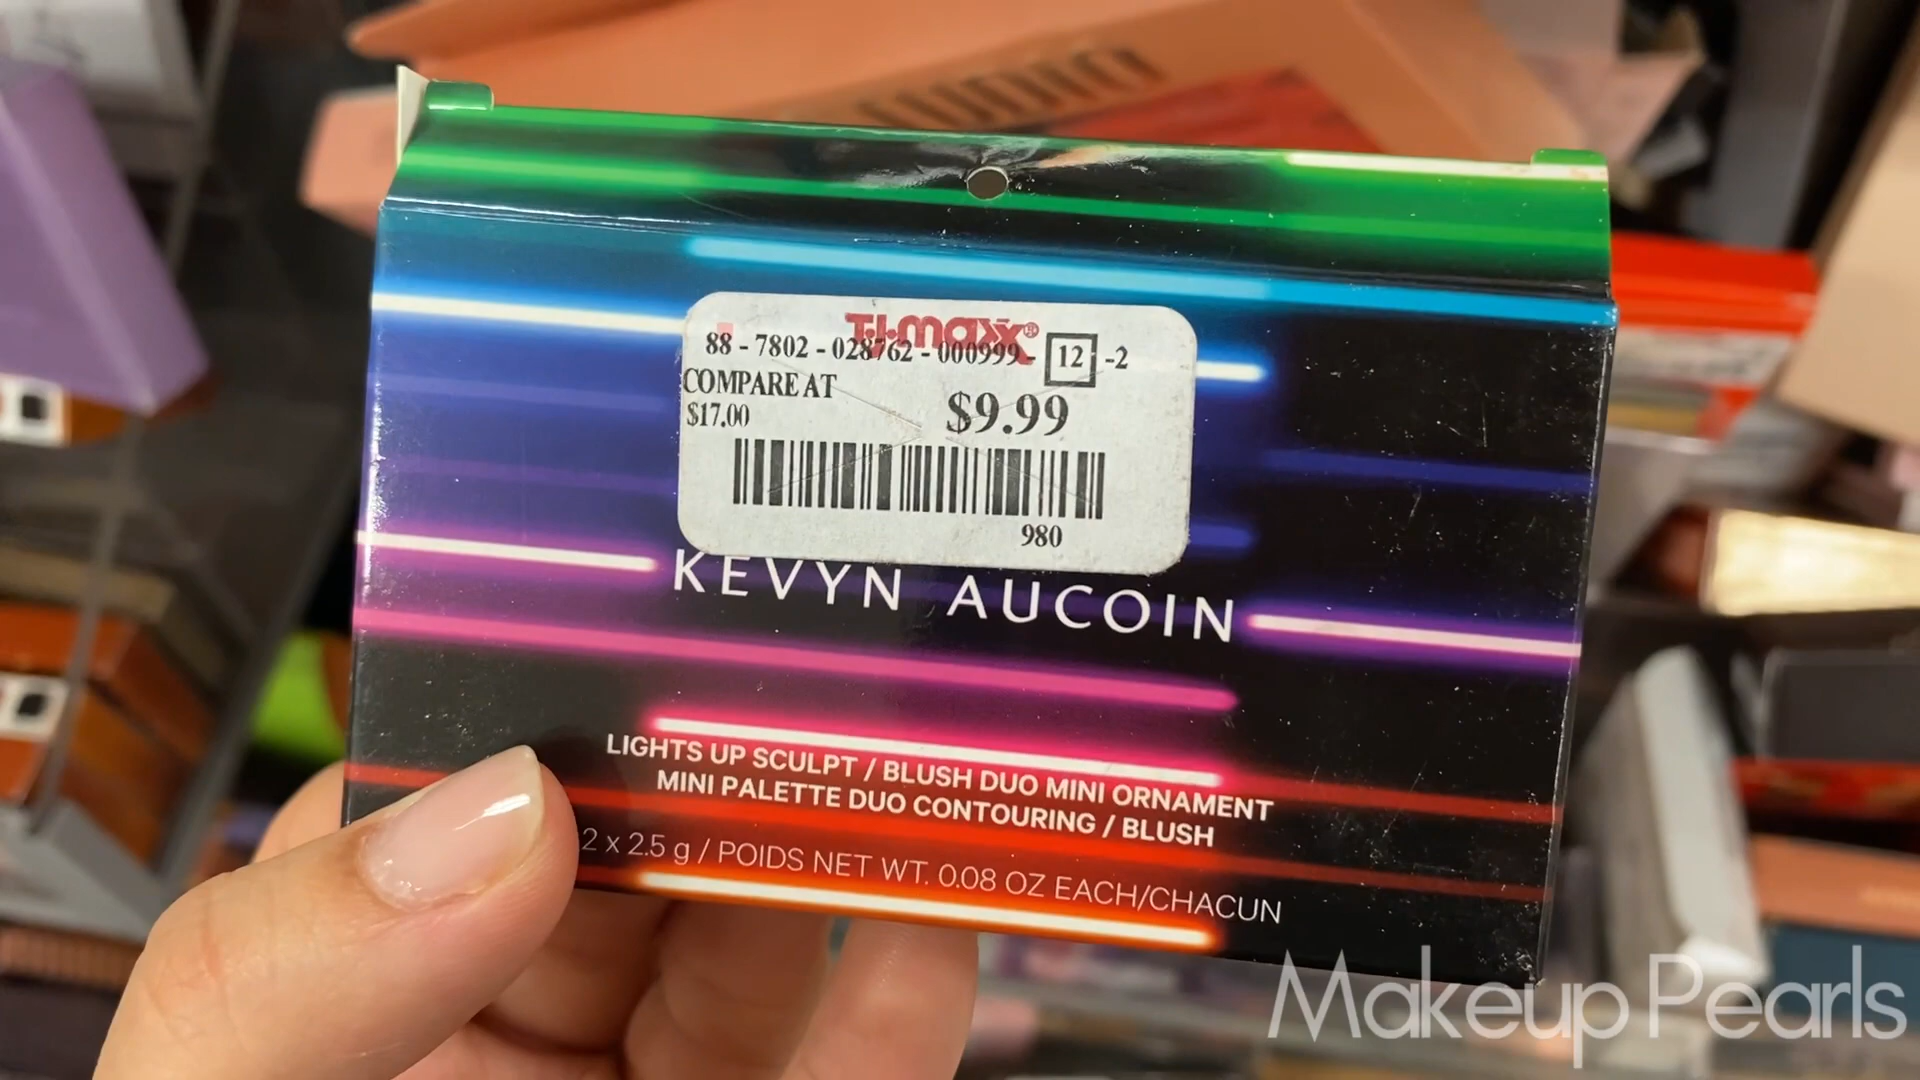 T·J·maxx®
88 - 7802 - 028762 - 000999 - 12 -2
COMPARE AT
$17.00
$9.99
980
KEVYN AUCOIN
LIGHTS UP SCULPT / BLUSH DUO MINI ORNAMENT
MINI PALETTE DUO CONTOURING / BLUSH
2 x 2.5 g / POIDS NET WT. 0.08 OZ EACH/CHACUN
Makeup Pearls